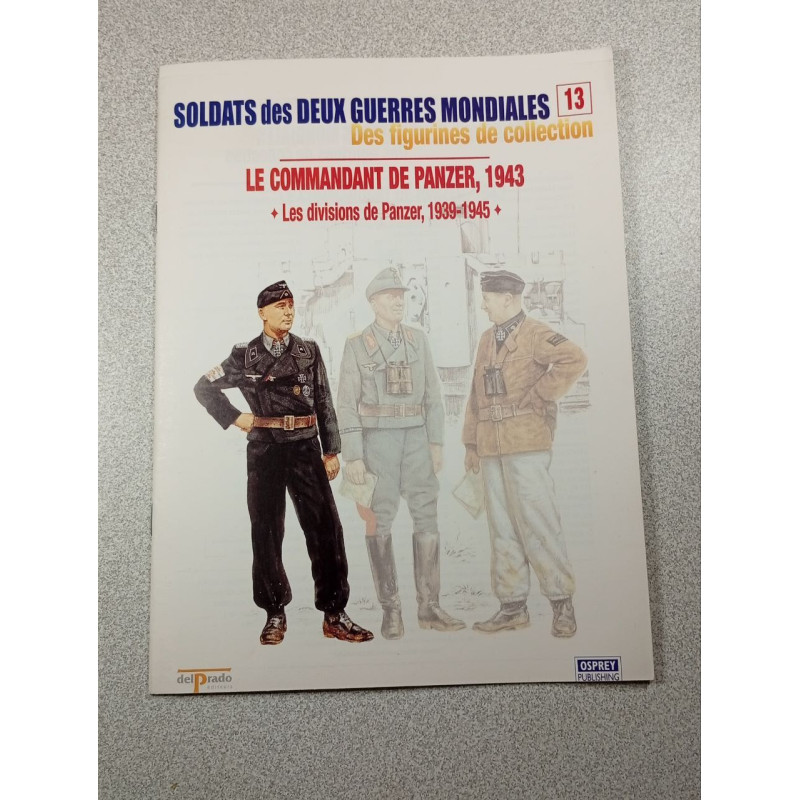 SOLDATS des DEUX GUERRES MONDIALES 13
Des figurines de collection
LE COMMANDANT DE PANZER, 1943
✦ Les divisions de Panzer, 1939-1945 ✦
delPrado
OSPREY
PUBLISHING